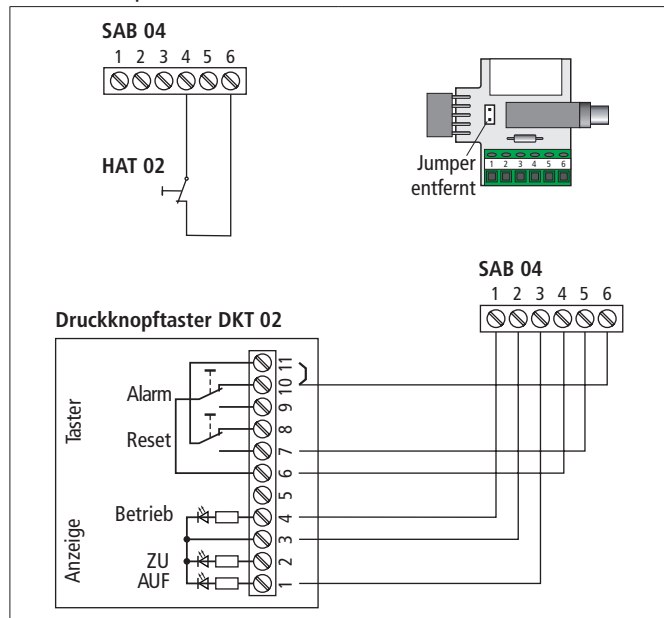 SAB 04
1 2 3 4 5 6
HAT 02
Jumper
entfernt
1 2 3 4 5 6
SAB 04
1 2 3 4 5 6
Druckknopftaster DKT 02
Taster
Alarm
Reset
Anzeige
Betrieb
ZU
AUF
11
10
9
8
7
6
5
4
3
2
1